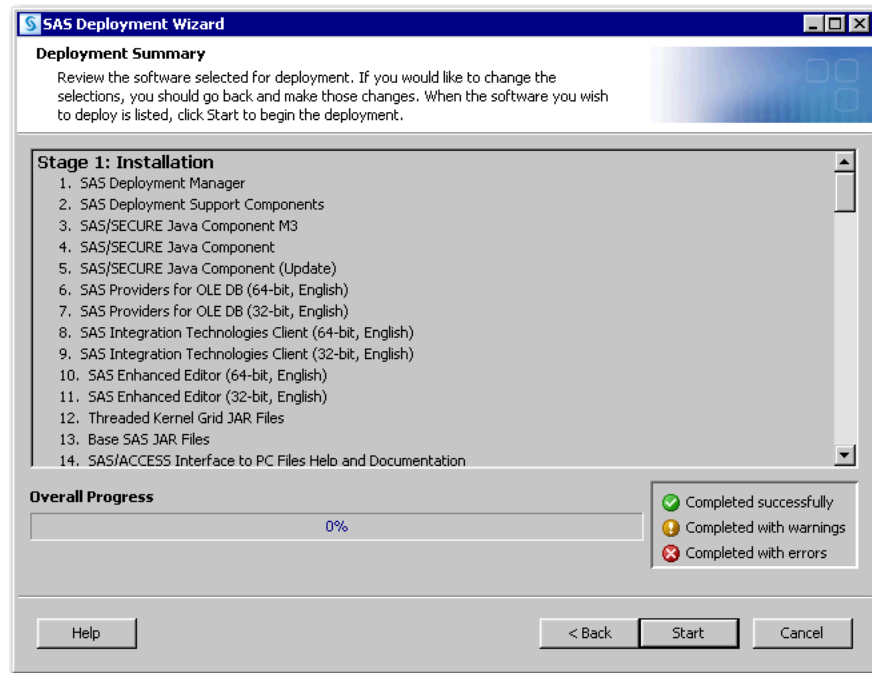 SAS Deployment Wizard
Deployment Summary
Review the software selected for deployment. If you would like to change the
selections, you should go back and make those changes. When the software you wish
to deploy is listed, click Start to begin the deployment.
Stage 1: Installation
1. SAS Deployment Manager
2. SAS Deployment Support Components
3. SAS/SECURE Java Component M3
4. SAS/SECURE Java Component
5. SAS/SECURE Java Component (Update)
6. SAS Providers for OLE DB (64-bit, English)
7. SAS Providers for OLE DB (32-bit, English)
8. SAS Integration Technologies Client (64-bit, English)
9. SAS Integration Technologies Client (32-bit, English)
10. SAS Enhanced Editor (64-bit, English)
11. SAS Enhanced Editor (32-bit, English)
12. Threaded Kernel Grid JAR Files
13. Base SAS JAR Files
14. SAS/ACCESS Interface to PC Files Help and Documentation
Overall Progress
0%
Completed successfully
Completed with warnings
Completed with errors
Help
< Back
Start
Cancel